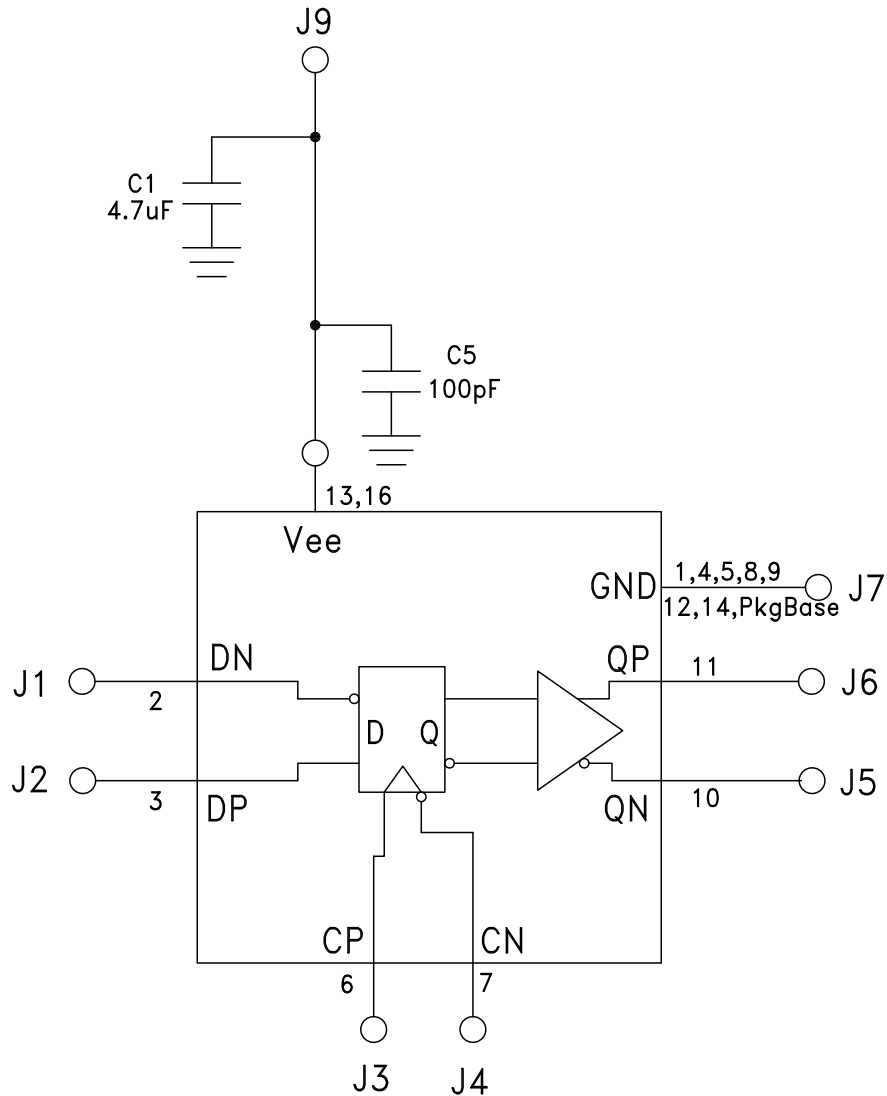 J9
C1
4.7uF
C5
100pF
13,16
Vee
GND
1,4,5,8,9
J7
12,14,PkgBase
DN
QP
11
J1
J6
2
D
Q
J2
J5
3
DP
QN
10
CP
CN
6
7
J3
J4